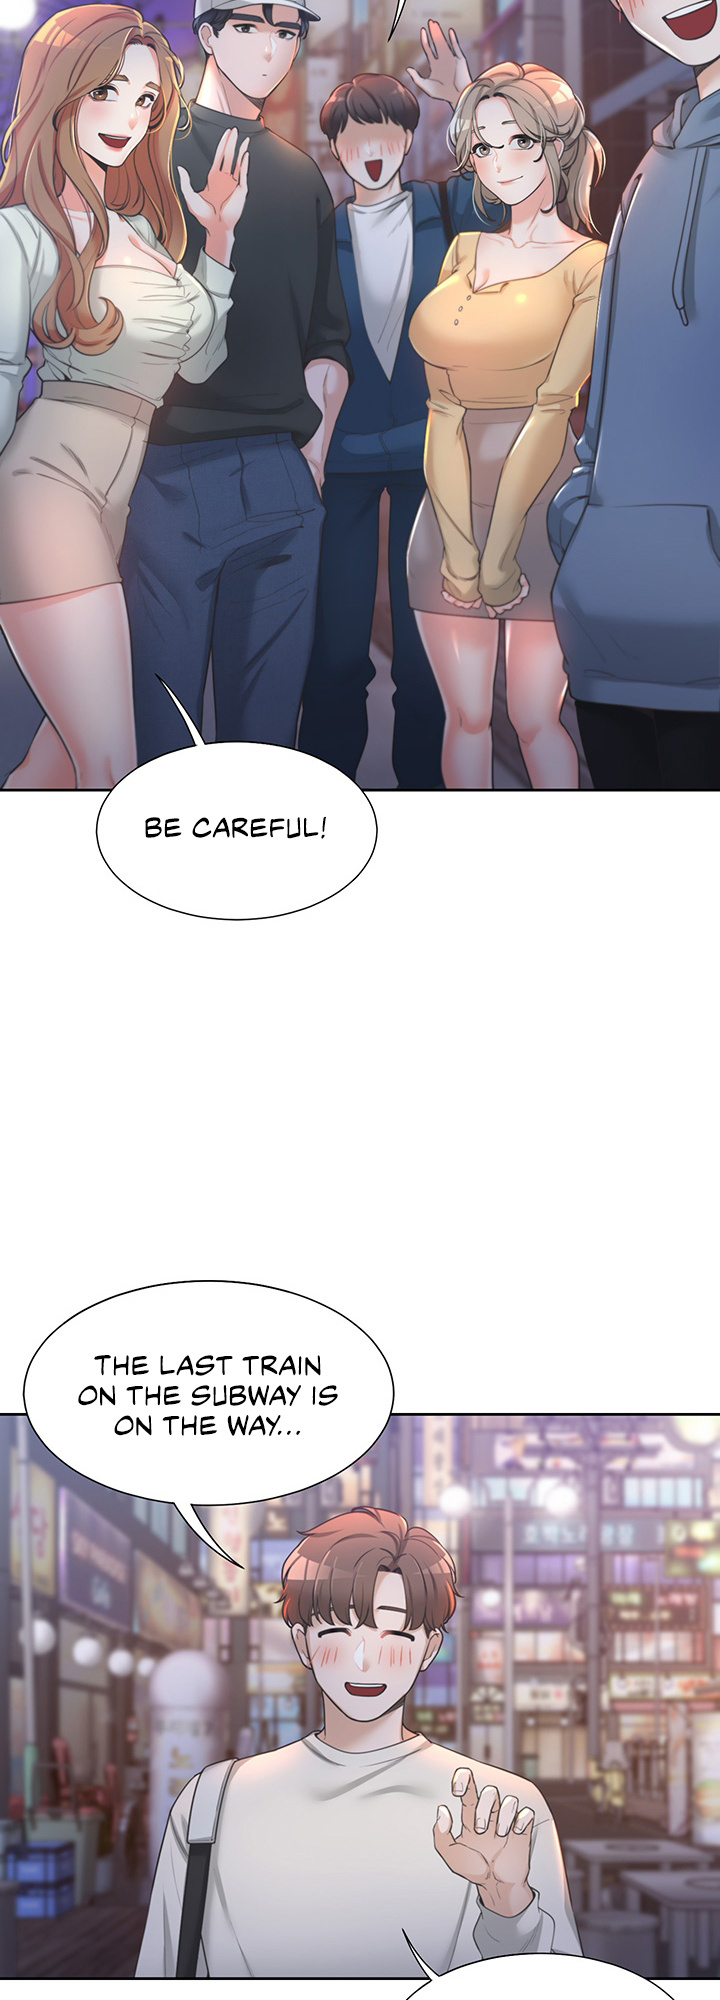 BE CAREFUL!
THE LAST TRAIN
ON THE SUBWAY IS
ON THE WAY...